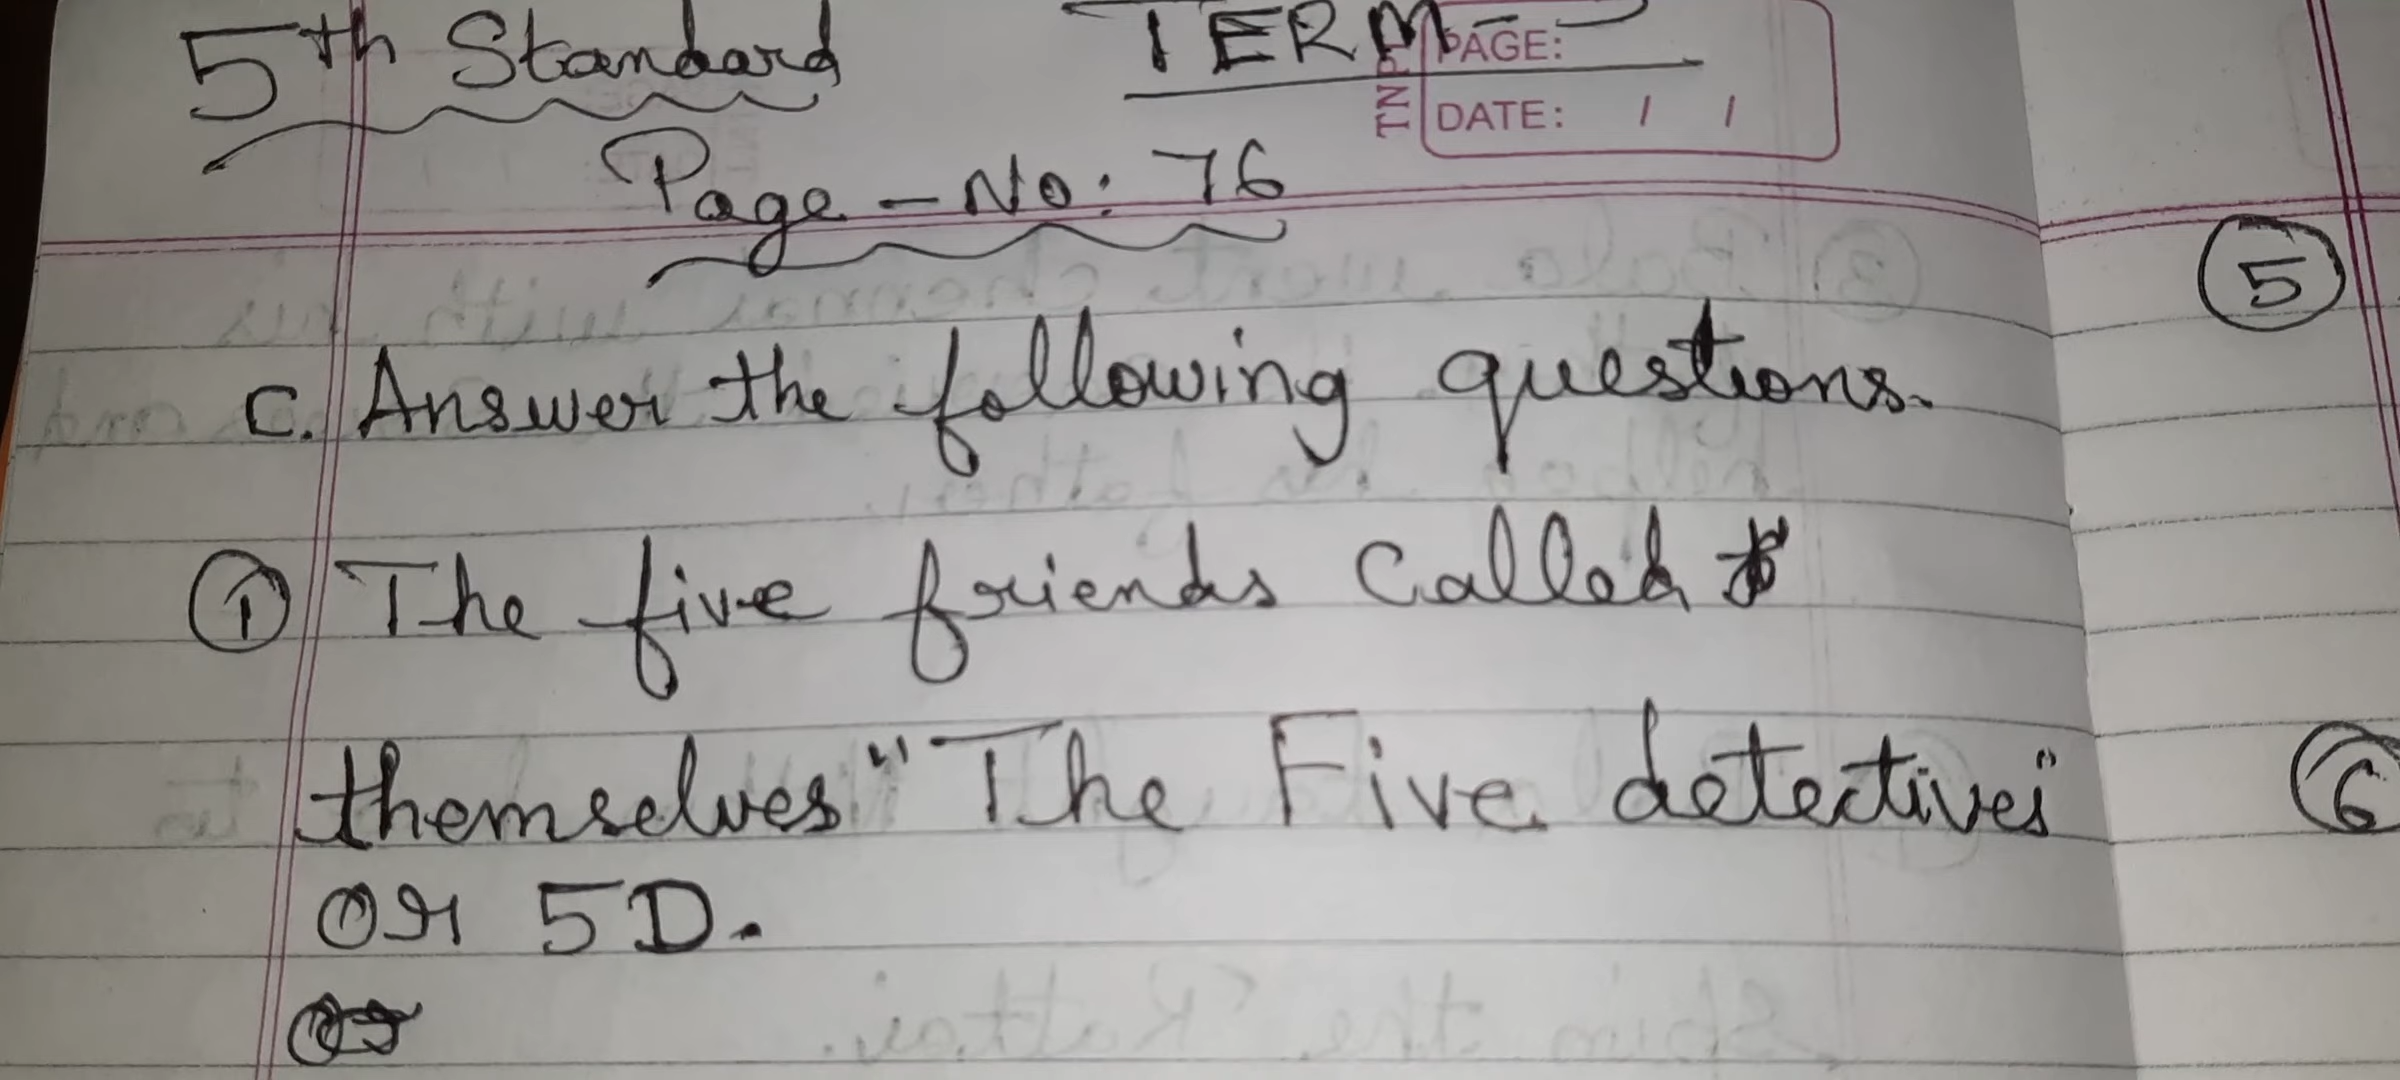 5th Standard TERM-
PAGE:
DATE: / /
Page - No: 76
C. Answer the following questions.
① The five friends called
themselves "The Five detectives"
or 5D.
⑤
⑥